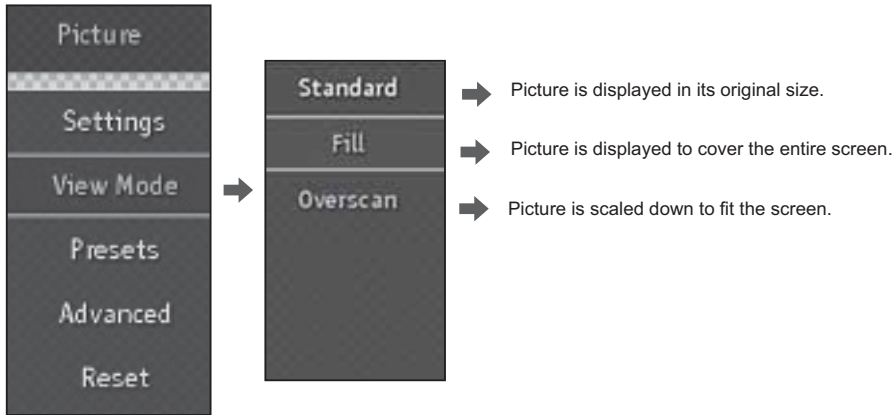 Picture
Settings
View Mode
Presets
Advanced
Reset
Standard
Fill
Overscan
Picture is displayed in its original size.
Picture is displayed to cover the entire screen.
Picture is scaled down to fit the screen.